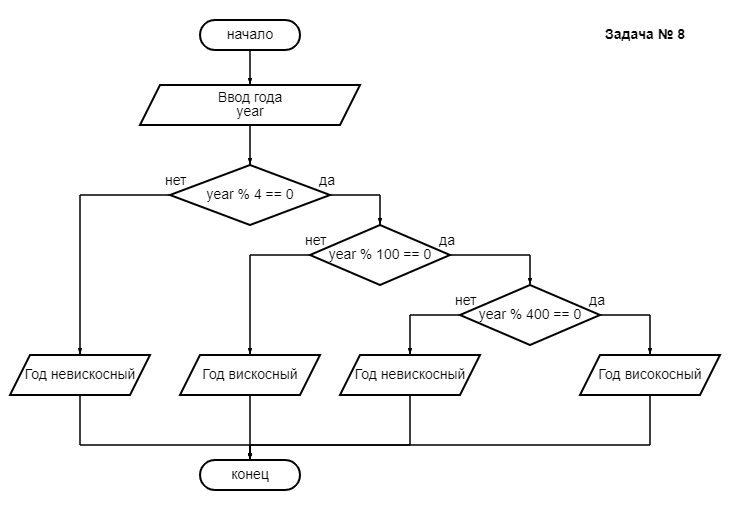 начало
Задача № 8
Ввод года
year
нет
да
year % 4 == 0
нет
да
year % 100 == 0
нет
да
year % 400 == 0
Год невискосный
Год вискосный
Год невискосный
Год високосный
конец